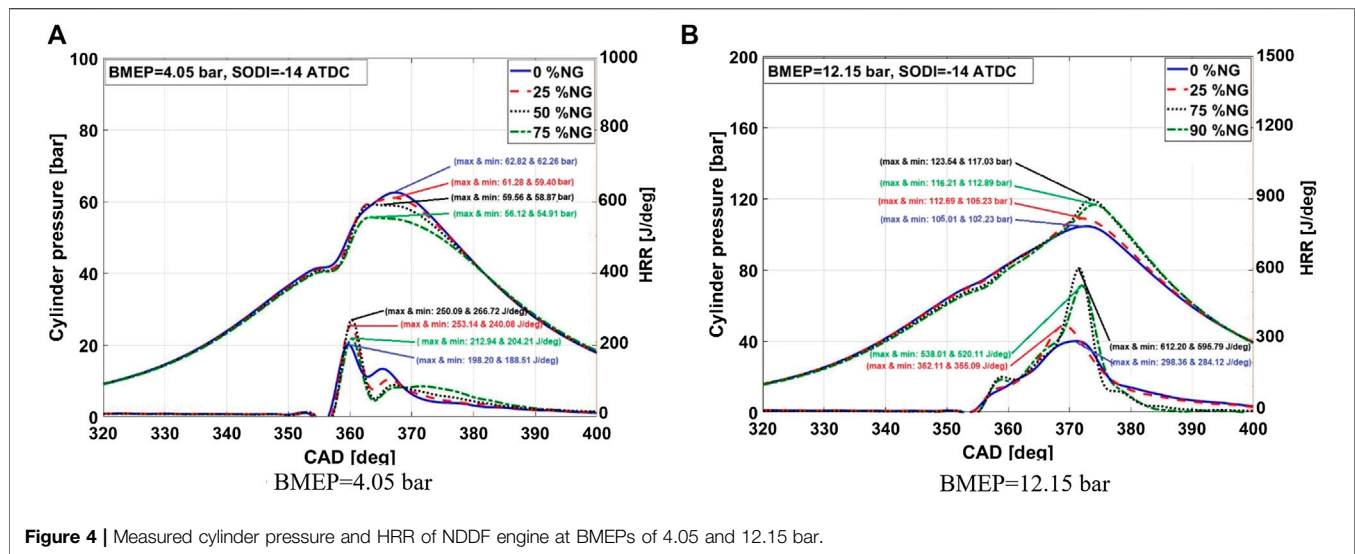 A
BMEP=4.05 bar, SODI=-14 ATDC
0 %NG
25 %NG
50 %NG
75 %NG
Cylinder pressure [bar]
100
80
60
40
20
0
HRR [J/deg]
1000
800
600
400
200
0
(max & min: 62.82 & 62.26 bar)
(max & min: 61.28 & 59.40 bar)
(max & min: 59.56 & 58.87 bar)
(max & min: 56.12 & 54.91 bar)
(max & min: 250.09 & 266.72 J/deg)
(max & min: 253.14 & 240.08 J/deg)
(max & min: 212.94 & 204.21 J/deg)
(max & min: 198.20 & 188.51 J/deg)
320 330 340 350 360 370 380 390 400
CAD [deg]
BMEP=4.05 bar
B
BMEP=12.15 bar, SODI=-14 ATDC
0 %NG
25 %NG
75 %NG
90 %NG
Cylinder pressure [bar]
200
160
120
80
40
0
HRR [J/deg]
1500
1200
900
600
300
0
(max & min: 123.54 & 117.03 bar)
(max & min: 116.21 & 112.89 bar)
(max & min: 112.69 & 106.23 bar )
(max & min: 105.01 & 102.23 bar)
(max & min: 538.01 & 520.11 J/deg)
(max & min: 362.11 & 355.09 J/deg)
(max & min: 612.20 & 595.79 J/deg)
(max & min: 298.36 & 284.12 J/deg)
320 330 340 350 360 370 380 390 400
CAD [deg]
BMEP=12.15 bar
Figure 4 | Measured cylinder pressure and HRR of NDDF engine at BMEPs of 4.05 and 12.15 bar.